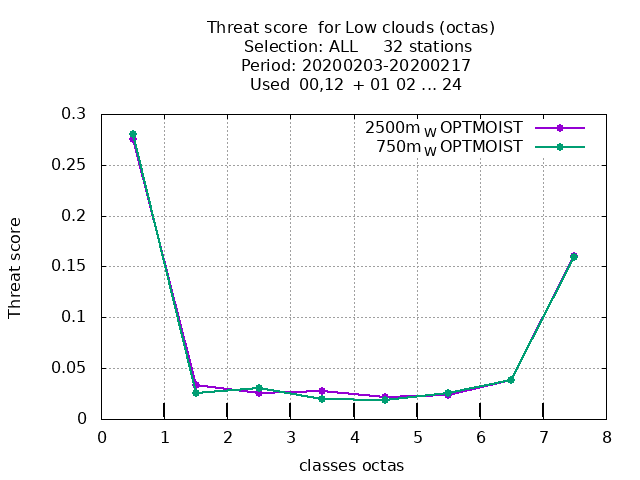 Threat score  for Low clouds (octas)
Selection: ALL     32 stations
Period: 20200203-20200217
Used  00,12  + 01 02 ... 24
2500m W OPTMOIST
750m W OPTMOIST
0.3
0.25
0.2
0.15
0.1
0.05
0
Threat score
0 1 2 3 4 5 6 7 8
classes octas